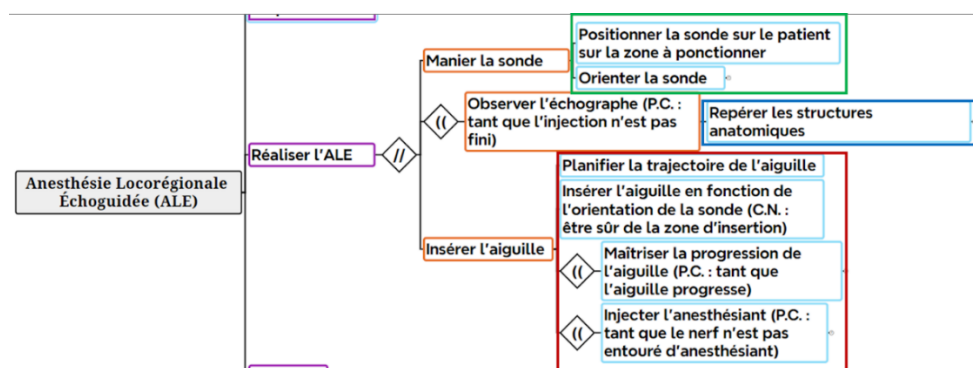 Positionner la sonde sur le patient
sur la zone à ponctionner
Manier la sonde
Orienter la sonde
Observer l'échographe (P.C. :
tant que l'injection n'est pas
fini)
((
Repérer les structures
anatomiques
Réaliser l'ALE
//
Planifier la trajectoire de l'aiguille
Anesthésie Locorégionale
Échoguidée (ALE)
Insérer l'aiguille en fonction de
l'orientation de la sonde (C.N. :
être sûr de la zone d'insertion)
Insérer l'aiguille
((
Maîtriser la progression de
l'aiguille (P.C. : tant que
l'aiguille progresse)
((
Injecter l'anesthésiant (P.C. :
tant que le nerf n'est pas
entouré d'anesthésiant)